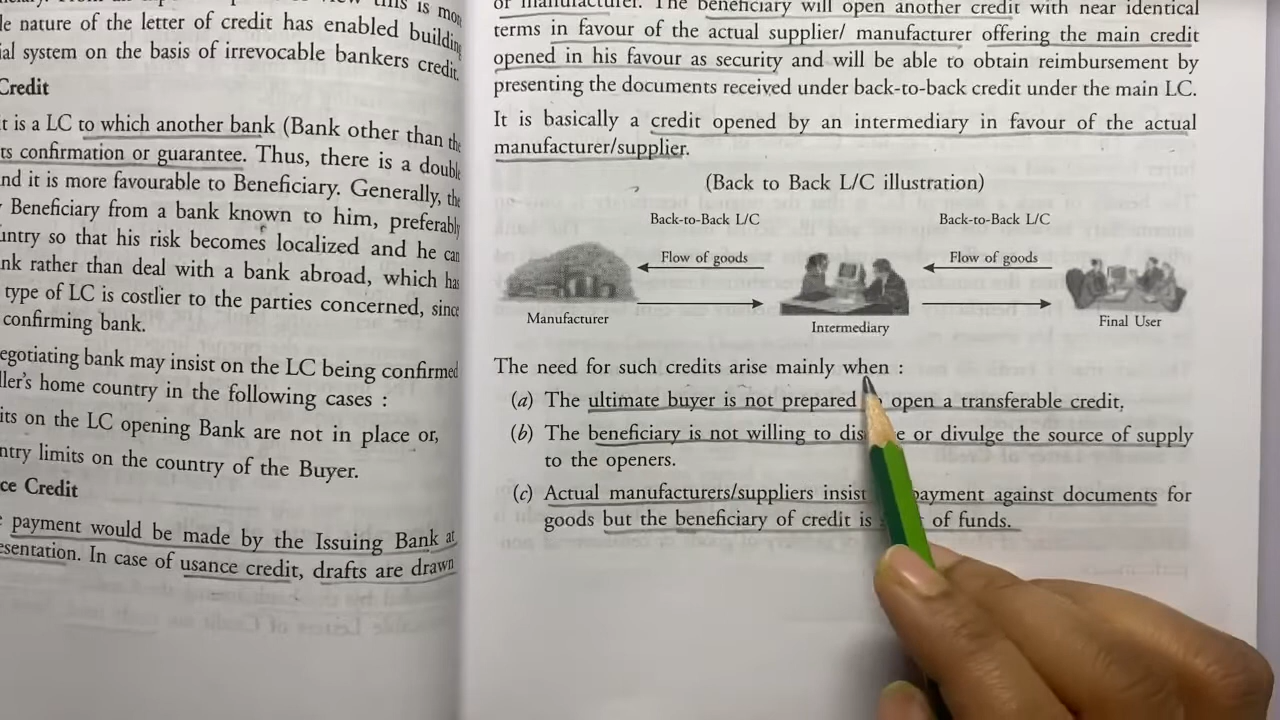 le nature of the letter of credit has enabled building
ial system on the basis of irrevocable bankers credit.
Credit
t is a LC to which another bank (Bank other than the
ts confirmation or guarantee. Thus, there is a double
nd it is more favourable to Beneficiary. Generally, the
Beneficiary from a bank known to him, preferably
untry so that his risk becomes localized and he can
nk rather than deal with a bank abroad, which has
type of LC is costlier to the parties concerned, since
confirming bank.
egotiating bank may insist on the LC being confirmed
ller's home country in the following cases :
its on the LC opening Bank are not in place or,
ntry limits on the country of the Buyer.
ce Credit
payment would be made by the Issuing Bank at
esentation. In case of usance credit, drafts are drawn
or manufacturer. The beneficiary will open another credit with near identical
terms in favour of the actual supplier/ manufacturer offering the main credit
opened in his favour as security and will be able to obtain reimbursement by
presenting the documents received under back-to-back credit under the main LC.
It is basically a credit opened by an intermediary in favour of the actual
manufacturer/supplier.
(Back to Back L/C illustration)
Back-to-Back L/C Back-to-Back L/C
Flow of goods Flow of goods
Manufacturer Intermediary Final User
The need for such credits arise mainly when :
(a) The ultimate buyer is not prepared open a transferable credit.
(b) The beneficiary is not willing to or divulge the source of supply
to the openers.
(c) Actual manufacturets/suppliers insist payment against documents for
goods but the beneficiary of credit is of funds.